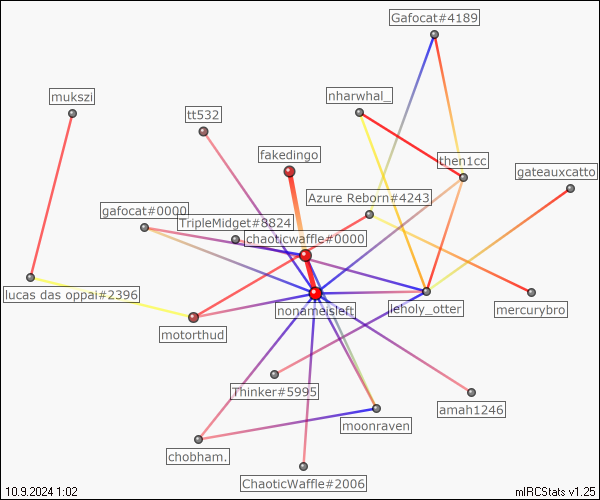 Gafocat#4189
mukszi
nharwhal_
tt532
fakedingo
then1cc
gateauxcatto
Azure Reborn#4243
gafocat#0000
TripleMidget#8824
chaoticwaffle#0000
lucas das oppai#2396
nonameisleft
leholy_otter
mercurybro
motorthud
Thinker#5995
amah1246
moonraven
chobham.
ChaoticWaffle#2006
10.9.2024 1:02
mIRCStats v1.25